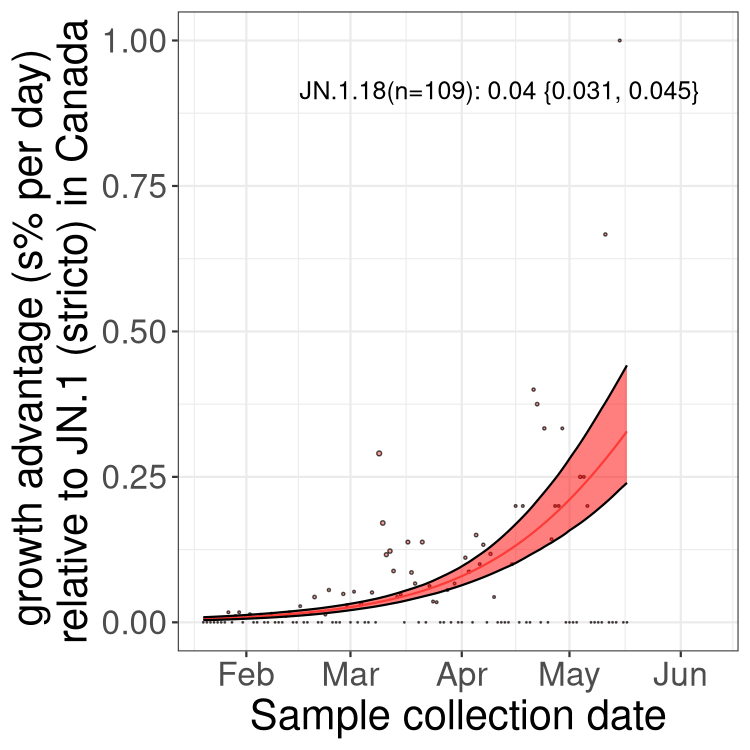 growth advantage (s% per day)
relative to JN.1 (stricto) in Canada
1.00
0.75
0.50
0.25
0.00
JN.1.18(n=109): 0.04 {0.031, 0.045}
Feb Mar Apr May Jun
Sample collection date